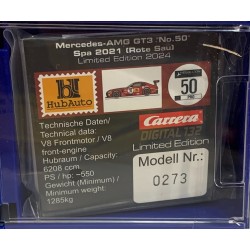 Mercedes-AMG GT3 "No.50"
Spa 2021 (Rote Sau)
Limited Edition 2024
HubAuto
50
Technische Daten/
Technical data:
V8 Frontmotor / V8
front-engine
Hubraum / Capacity:
6208 ccm
PS / hp: ~550
Gewicht (Minimum) /
Minimum weight:
1285kg
Carrera
DIGITAL 132
Limited Edition
Modell Nr.:
0273